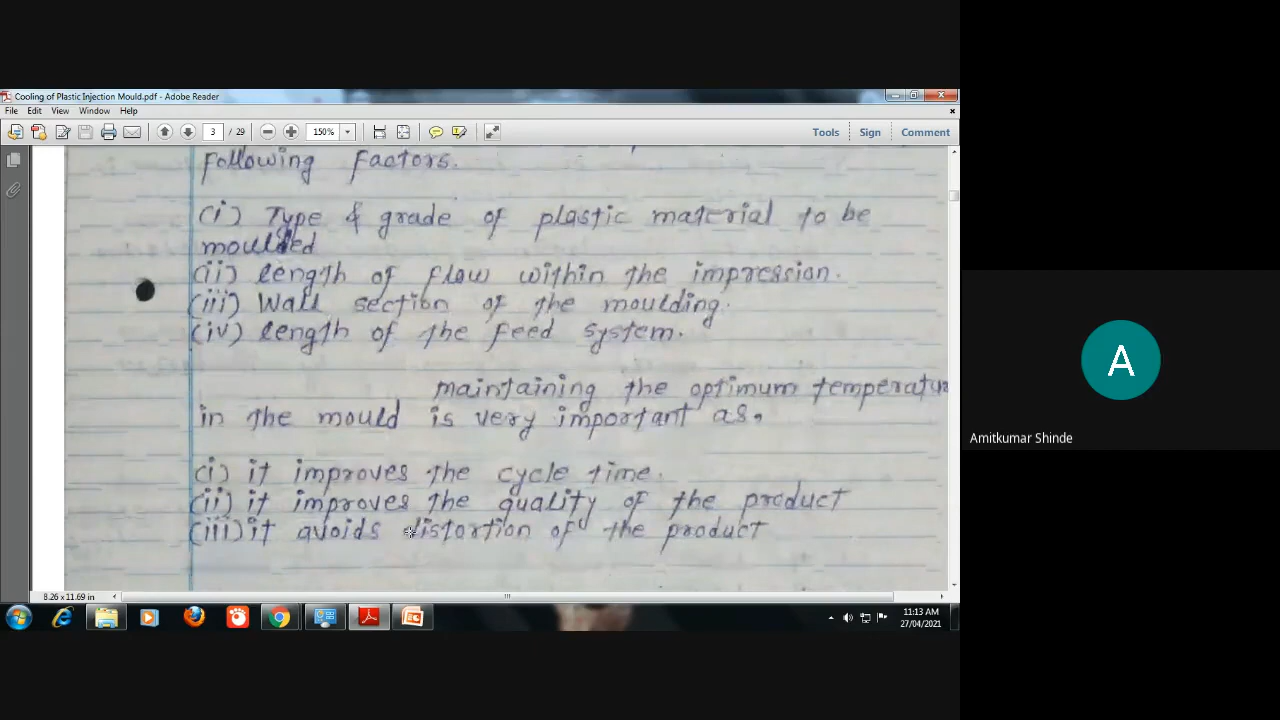 Cooling of Plastic Injection Mould.pdf - Adobe Reader
File Edit View Window Help
3 / 29 150% Tools Sign Comment
following factors.
(i) Type & grade of plastic material to be
moulded
(ii) length of flow within the impression.
(iii) Wall section of the moulding.
(iv) length of the feed system.
maintaining the optimum temperatur
in the mould is very important as,
(i) it improves the cycle time.
(ii) it improves the quality of the product
(iii) it avoids distortion of the product
8.26 x 11.69 in
11:13 AM
27/04/2021
A
Amitkumar Shinde